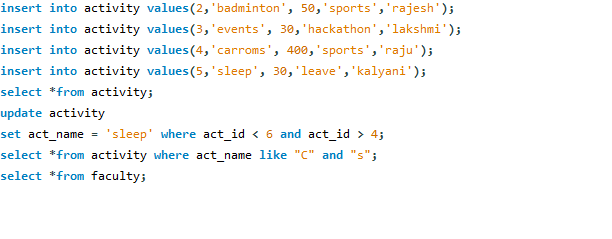 insert into activity values(2,'badminton', 50,'sports','rajesh');
insert into activity values(3,'events', 30,'hackathon','lakshmi');
insert into activity values(4,'carroms', 400,'sports','raju');
insert into activity values(5,'sleep', 30,'leave','kalyani');
select *from activity;
update activity
set act_name = 'sleep' where act_id < 6 and act_id > 4;
select *from activity where act_name like "C" and "s";
select *from faculty;